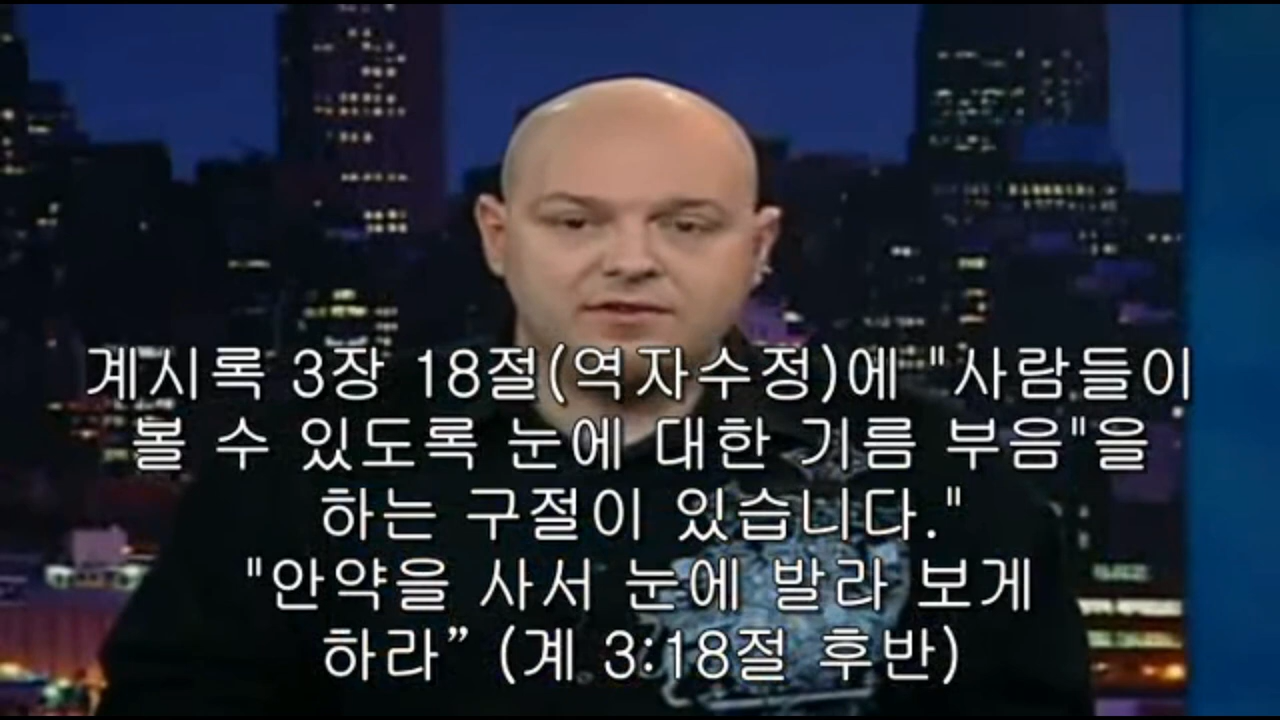 계시록 3장 18절(역자수정)에 "사람들이
볼 수 있도록 눈에 대한 기름 부음"을
하는 구절이 있습니다."
"안약을 사서 눈에 발라 보게
하라” (계 3:18절 후반)